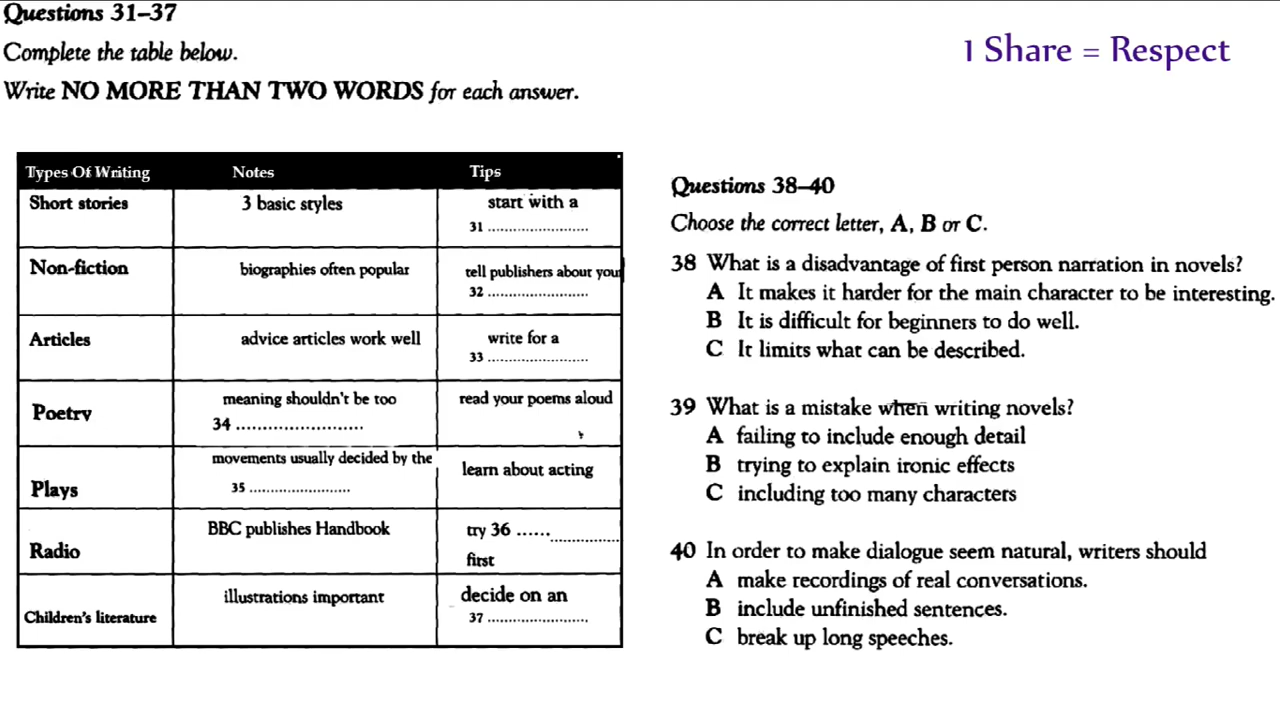 Questions 31–37
Complete the table below.
Write NO MORE THAN TWO WORDS for each answer.
1 Share = Respect
Types Of Writing Notes Tips
Short stories 3 basic styles start with a
31 ........................
Non-fiction biographies often popular tell publishers about your
32 ........................
Articles advice articles work well write for a
33 ........................
Poetry meaning shouldn't be too read your poems aloud
34 ........................
Plays movements usually decided by the learn about acting
35 ........................
Radio BBC publishes Handbook try 36 ........................
first
Children's literature illustrations important decide on an
37 ........................
Questions 38–40
Choose the correct letter, A, B or C.
38 What is a disadvantage of first person narration in novels?
A It makes it harder for the main character to be interesting.
B It is difficult for beginners to do well.
C It limits what can be described.
39 What is a mistake when writing novels?
A failing to include enough detail
B trying to explain ironic effects
C including too many characters
40 In order to make dialogue seem natural, writers should
A make recordings of real conversations.
B include unfinished sentences.
C break up long speeches.